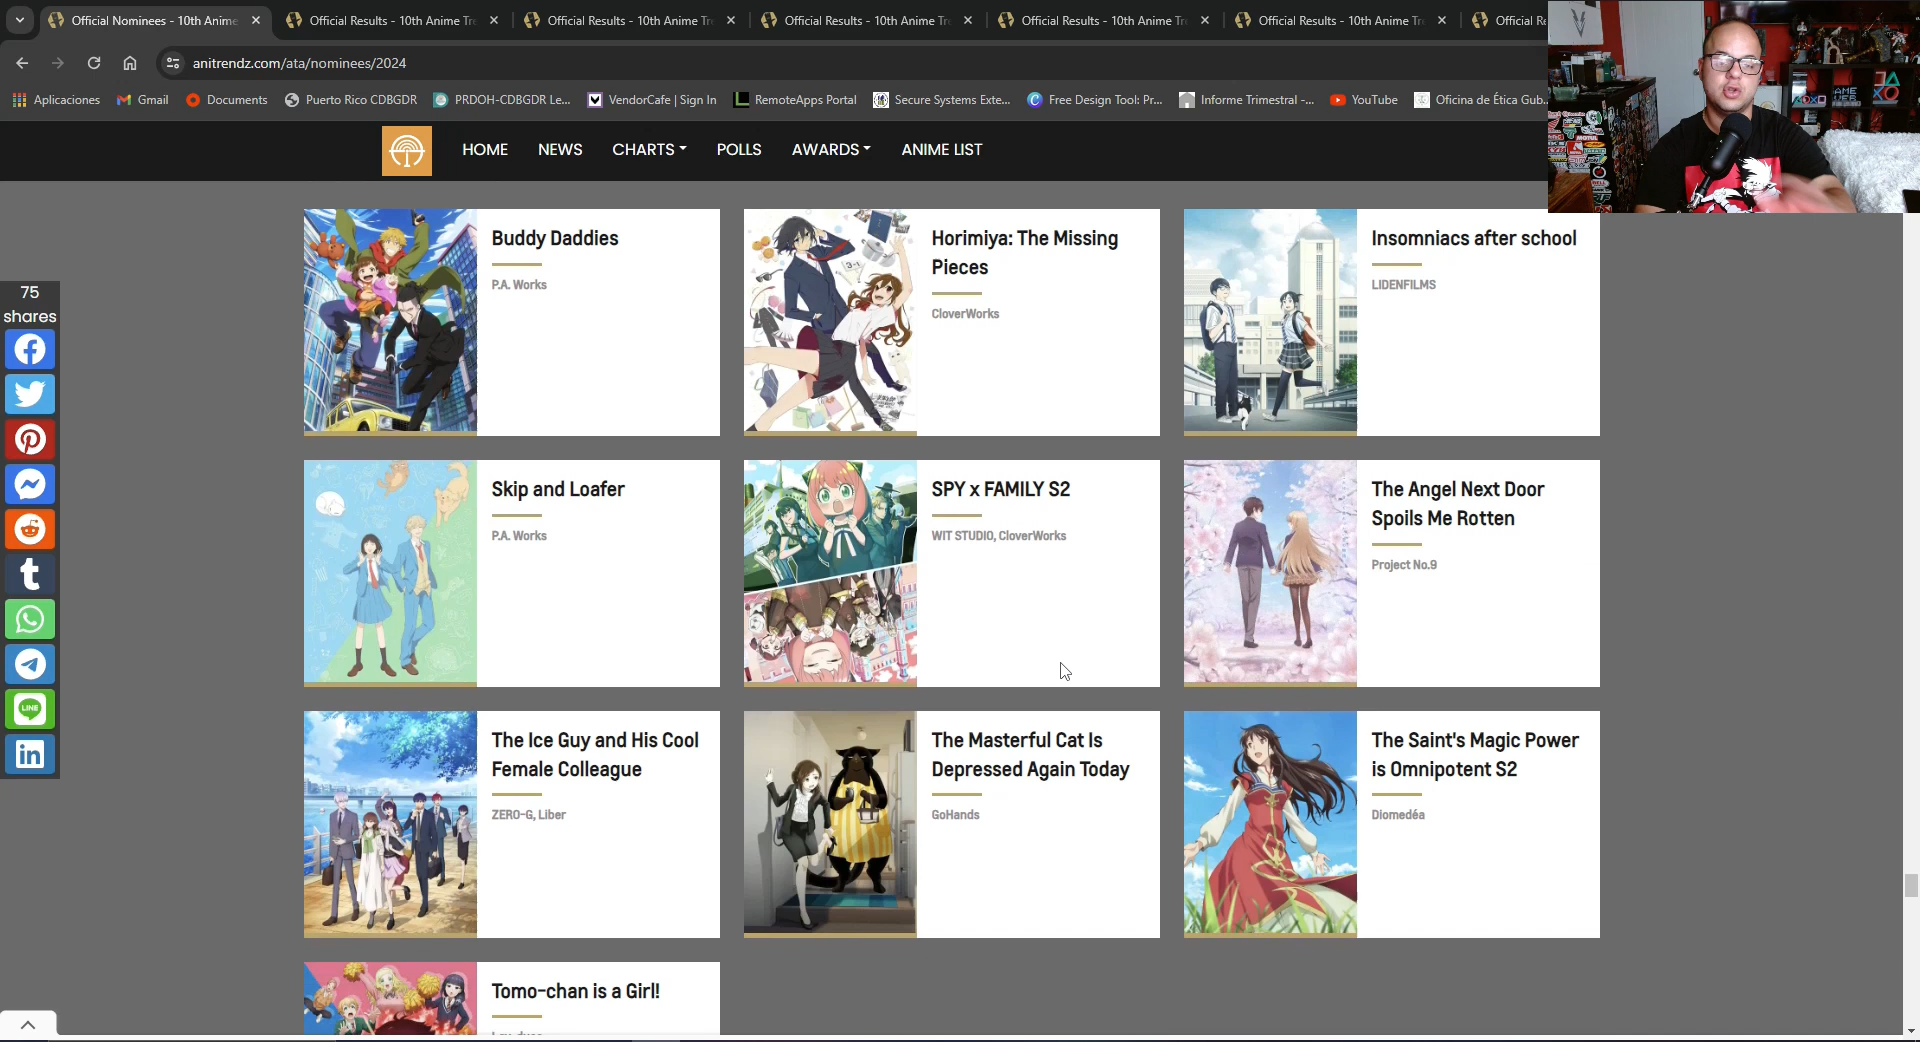 Official Nominees - 10th Anime
Official Results - 10th Anime Tr
Official Results - 10th Anime Tr
Official Results - 10th Anime Tr
Official Results - 10th Anime Tr
Official Results - 10th Anime Tr
Official Re
anitrendz.com/ata/nominees/2024
Aplicaciones
Gmail
Documents
Puerto Rico CDBGDR
PRDOH-CDBGDR Le...
VendorCafe | Sign In
RemoteApps Portal
Secure Systems Exte...
Free Design Tool: Pr...
Informe Trimestral -...
YouTube
Oficina de Ética Gub...
HOME
NEWS
CHARTS
POLLS
AWARDS
ANIME LIST
75
shares
LINE
Buddy Daddies
P.A. Works
Horimiya: The Missing
Pieces
CloverWorks
Insomniacs after school
LIDENFILMS
Skip and Loafer
P.A. Works
SPY x FAMILY S2
WIT STUDIO, CloverWorks
The Angel Next Door
Spoils Me Rotten
Project No.9
The Ice Guy and His Cool
Female Colleague
ZERO-G, Liber
The Masterful Cat Is
Depressed Again Today
GoHands
The Saint's Magic Power
is Omnipotent S2
Diomedéa
Tomo-chan is a Girl!